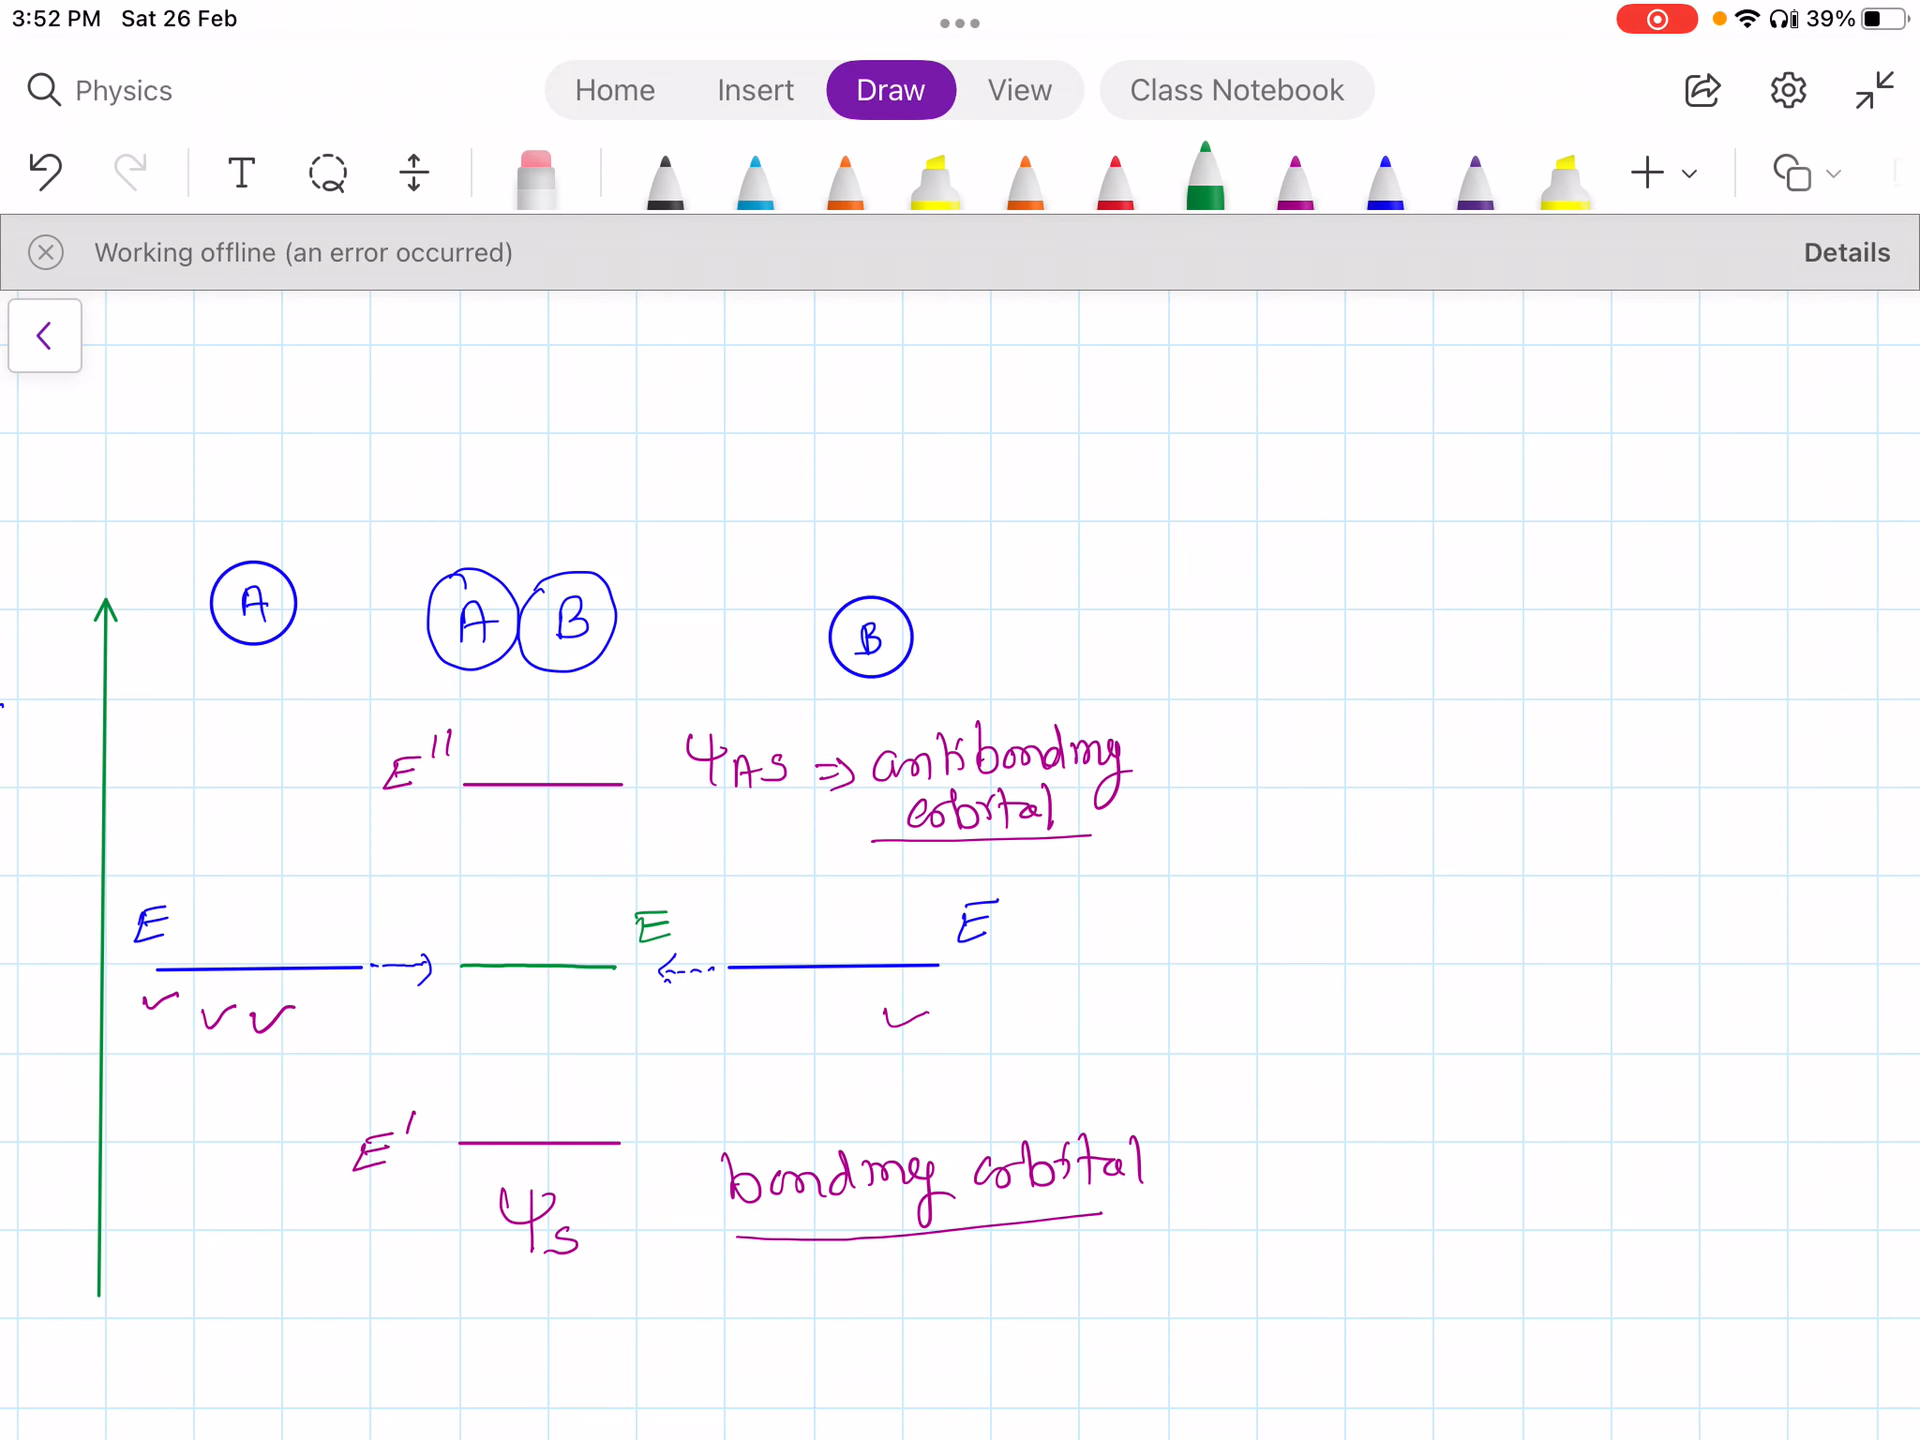 3:52 PM Sat 26 Feb
39%
Physics
Home Insert Draw View Class Notebook
T
Working offline (an error occurred) Details
A A B B
E" ψAS ⇒ antibonding
orbital
E E E
E' bonding orbital
ψS